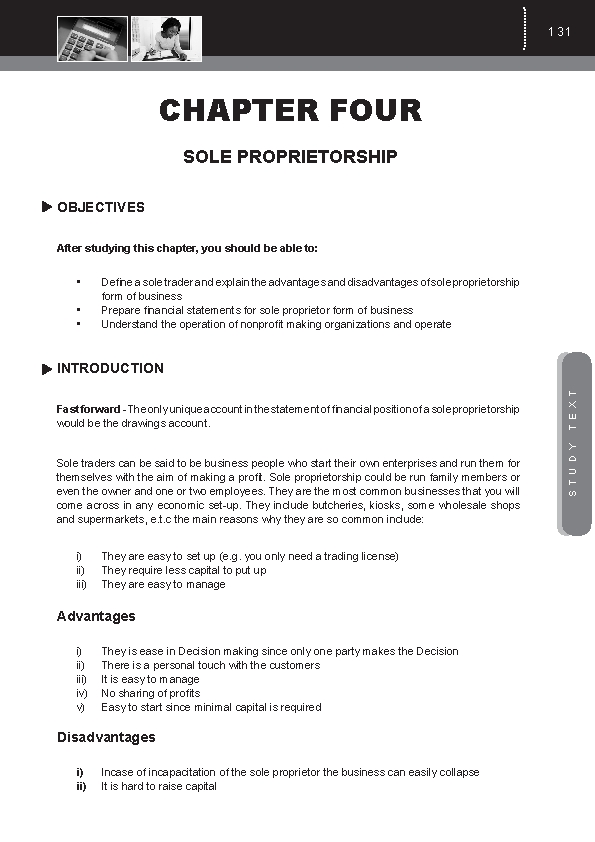 131
CHAPTER FOUR
SOLE PROPRIETORSHIP
OBJECTIVES
After studying this chapter, you should be able to:
• Define a sole trader and explain the advantages and disadvantages of sole proprietorship
form of business
• Prepare financial statements for sole proprietor form of business
• Understand the operation of nonprofit making organizations and operate
INTRODUCTION
Fast forward - The only unique account in the statement of financial position of a sole proprietorship
would be the drawings account.
Sole traders can be said to be business people who start their own enterprises and run them for
themselves with the aim of making a profit. Sole proprietorship could be run family members or
even the owner and one or two employees. They are the most common businesses that you will
come across in any economic set-up. They include butcheries, kiosks, some wholesale shops
and supermarkets, e.t.c the main reasons why they are so common include:
i) They are easy to set up (e.g. you only need a trading license)
ii) They require less capital to put up
iii) They are easy to manage
Advantages
i) They is ease in Decision making since only one party makes the Decision
ii) There is a personal touch with the customers
iii) It is easy to manage
iv) No sharing of profits
v) Easy to start since minimal capital is required
Disadvantages
i) Incase of incapacitation of the sole proprietor the business can easily collapse
ii) It is hard to raise capital
STUDY TEXT